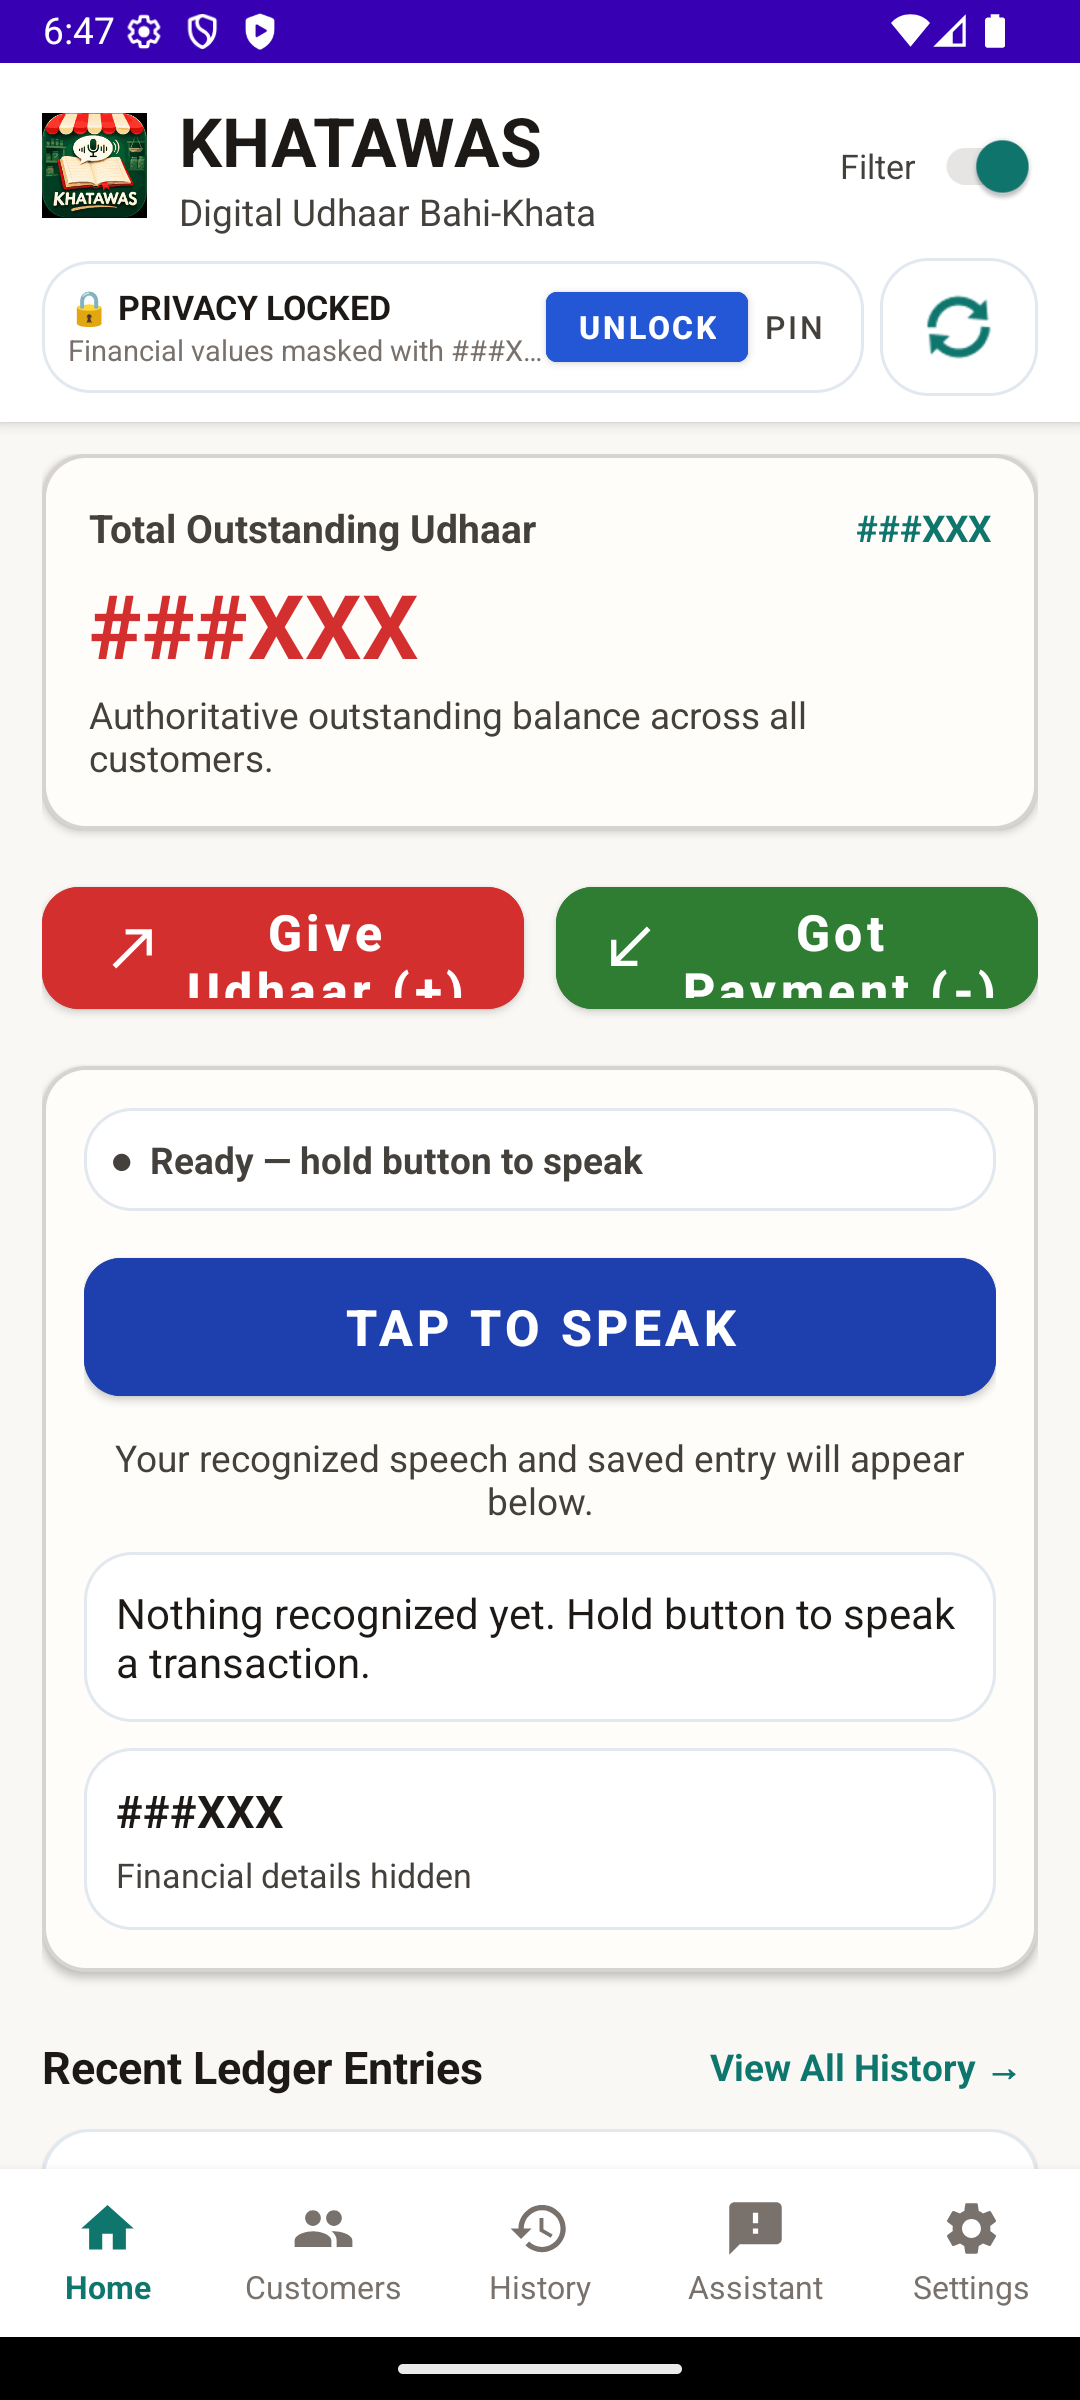 6:47
KHATAWAS
KHATAWAS
Digital Udhaar Bahi-Khata
Filter
🔒 PRIVACY LOCKED
Financial values masked with ###X...
UNLOCK
PIN
Total Outstanding Udhaar
###XXX
###XXX
Authoritative outstanding balance across all
customers.
Give
Udhaar (+)
Got
Payment (-)
● Ready — hold button to speak
TAP TO SPEAK
Your recognized speech and saved entry will appear
below.
Nothing recognized yet. Hold button to speak
a transaction.
###XXX
Financial details hidden
Recent Ledger Entries
View All History →
Home
Customers
History
Assistant
Settings